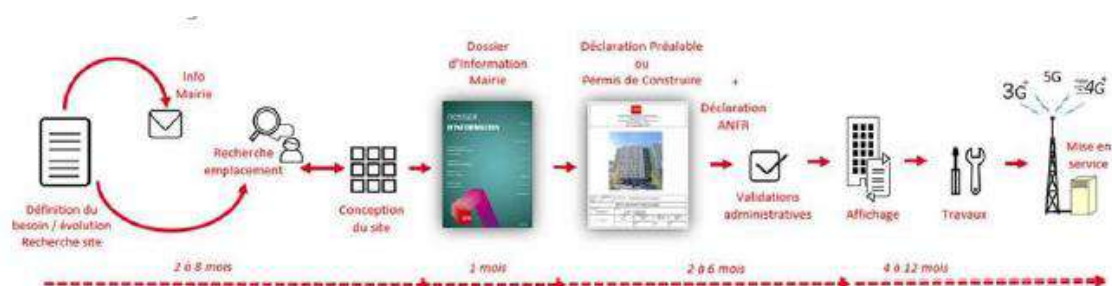 Info
Mairie
Définition du
besoin / évolution
Recherche site
Recherche
emplacement
Conception
du site
Dossier
d'Information
Mairie
DOSSIER
D'INFORMATION
Déclaration Préalable
ou
Permis de Construire
+
Déclaration
ANFR
Validations
administratives
Affichage
Travaux
3G+
5G
4G+
Mise en
service
2 à 8 mois
1 mois
2 à 6 mois
4 à 12 mois